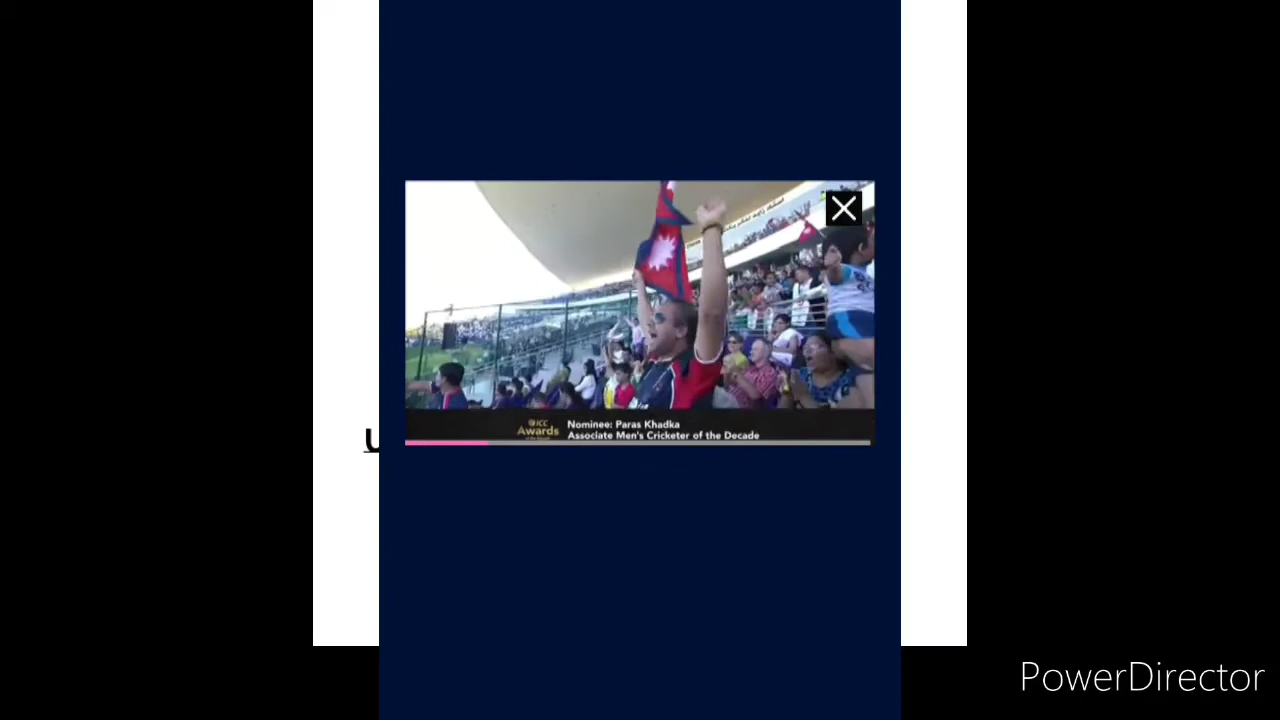 ICC
Awards
Nominee: Paras Khadka
Associate Men's Cricketer of the Decade
U
PowerDirector